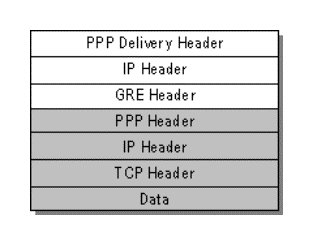 PPP Delivery Header
IP Header
GRE Header
PPP Header
IP Header
TCP Header
Data